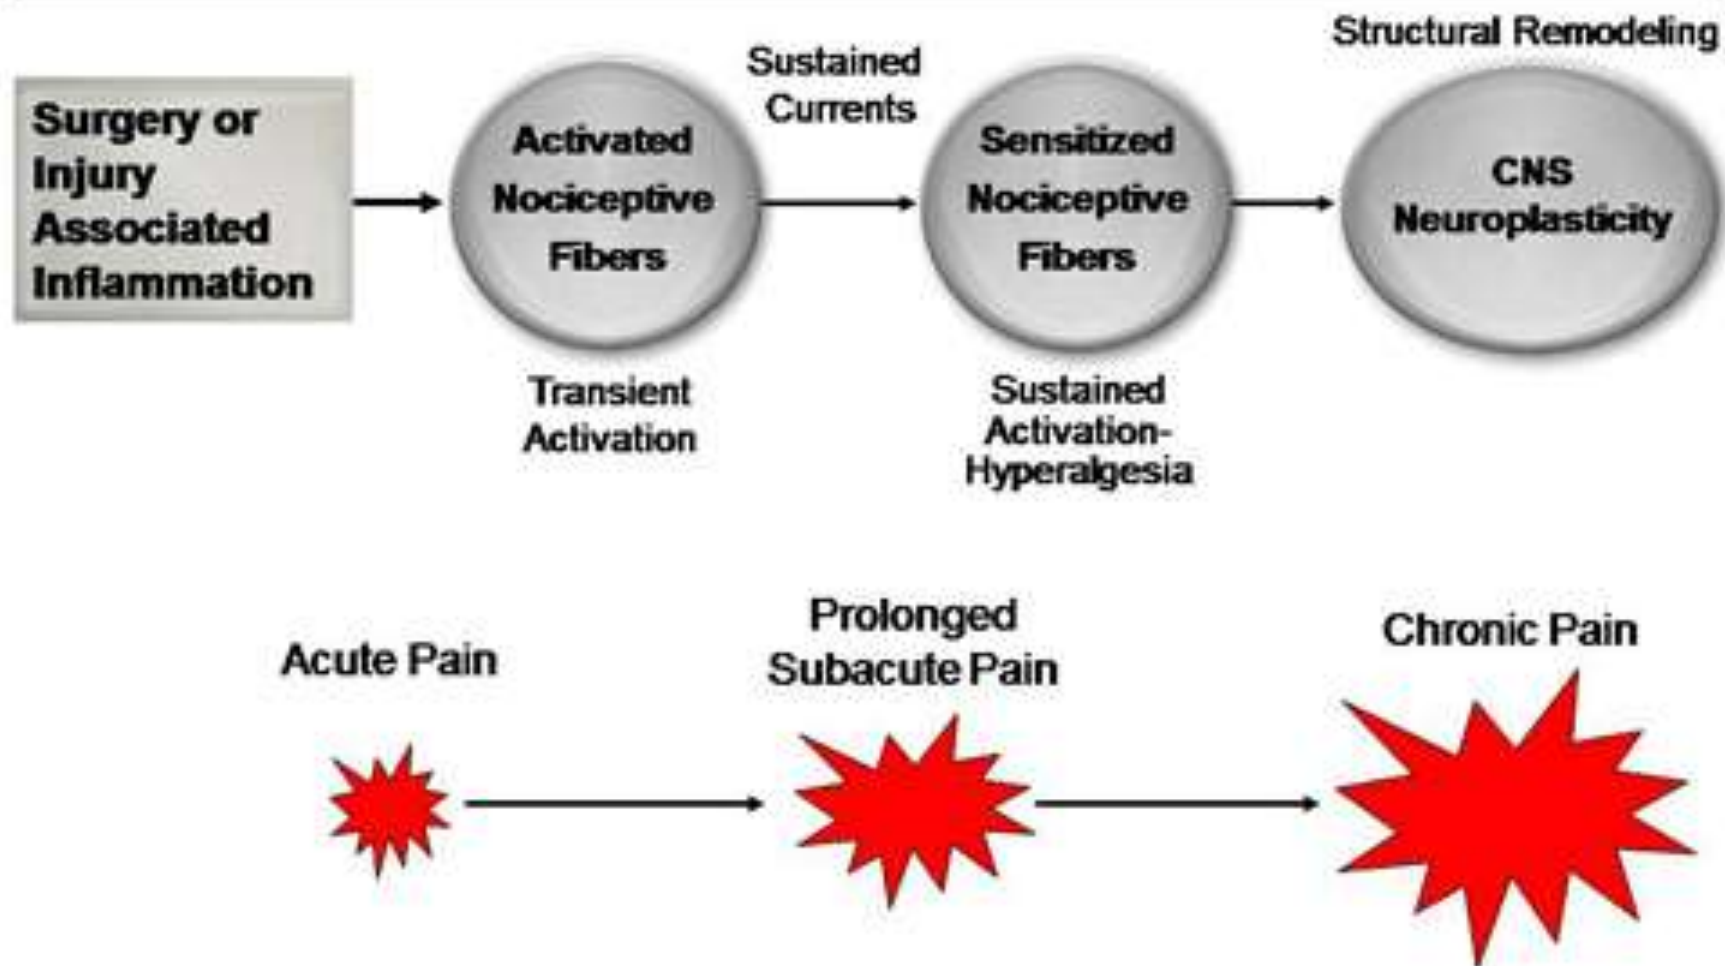 Structural Remodeling
Surgery or
Injury
Associated
Inflammation
Activated
Nociceptive
Fibers
Sustained
Currents
Sensitized
Nociceptive
Fibers
CNS
Neuroplasticity
Transient
Activation
Sustained
Activation-
Hyperalgesia
Acute Pain
Prolonged
Subacute Pain
Chronic Pain